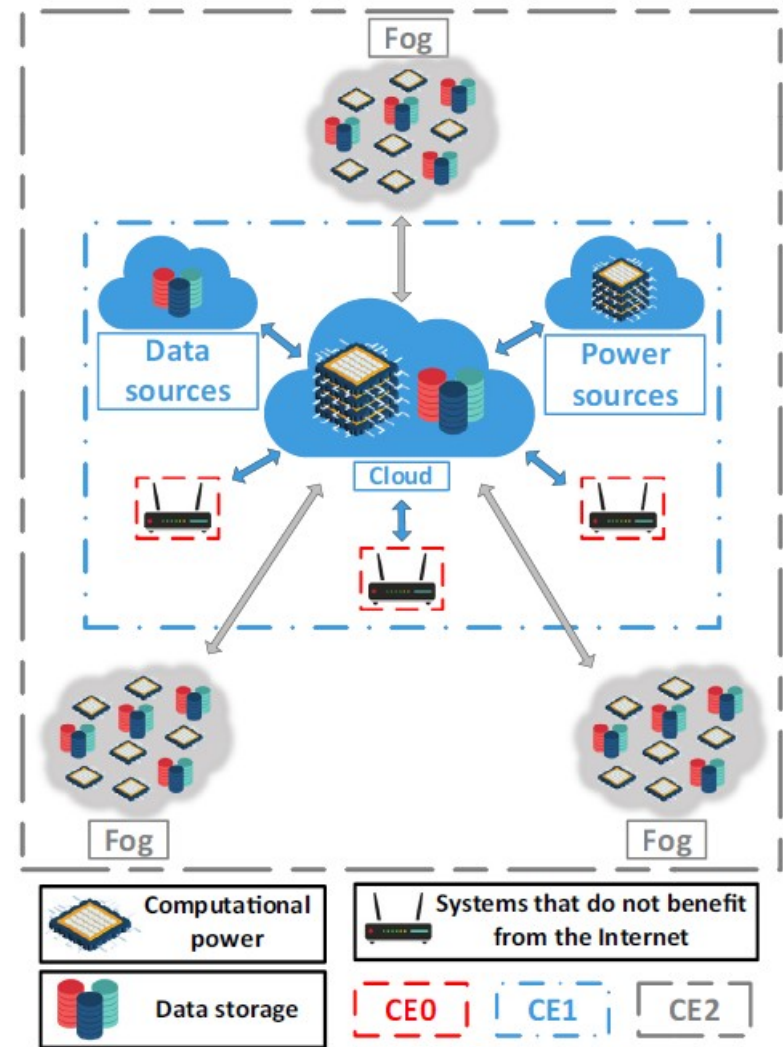 Fog
Data
sources
Power
sources
Cloud
Fog
Fog
Computational
power
Systems that do not benefit
from the Internet
Data storage
CE0
CE1
CE2